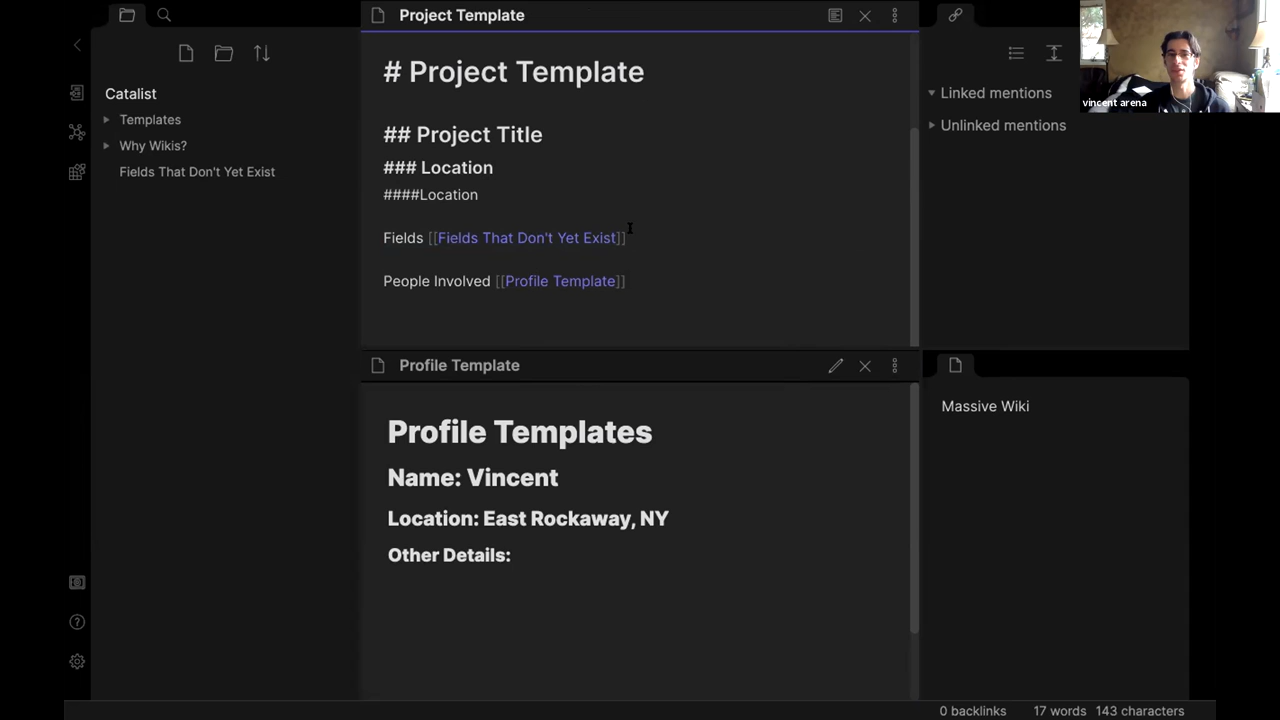 Catalist
Templates
Why Wikis?
Fields That Don't Yet Exist
Project Template
# Project Template
## Project Title
### Location
####Location
Fields [[Fields That Don't Yet Exist]]
People Involved [[Profile Template]]
Profile Template
Profile Templates
Name: Vincent
Location: East Rockaway, NY
Other Details:
Linked mentions
Unlinked mentions
Massive Wiki
vincent arena
0 backlinks 17 words 143 characters